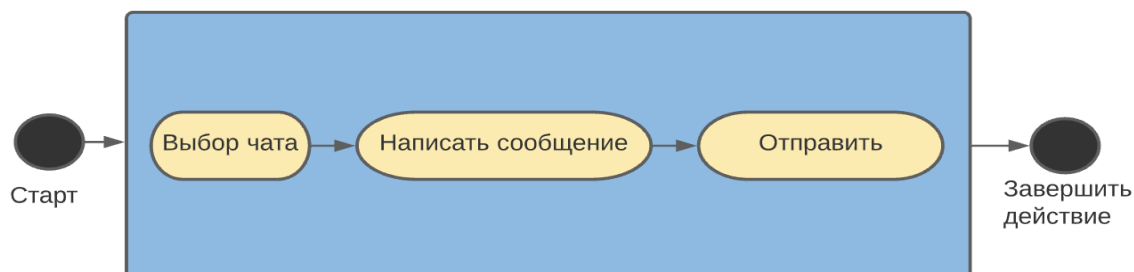 Выбор чата
Написать сообщение
Отправить
Старт
Завершить
действие